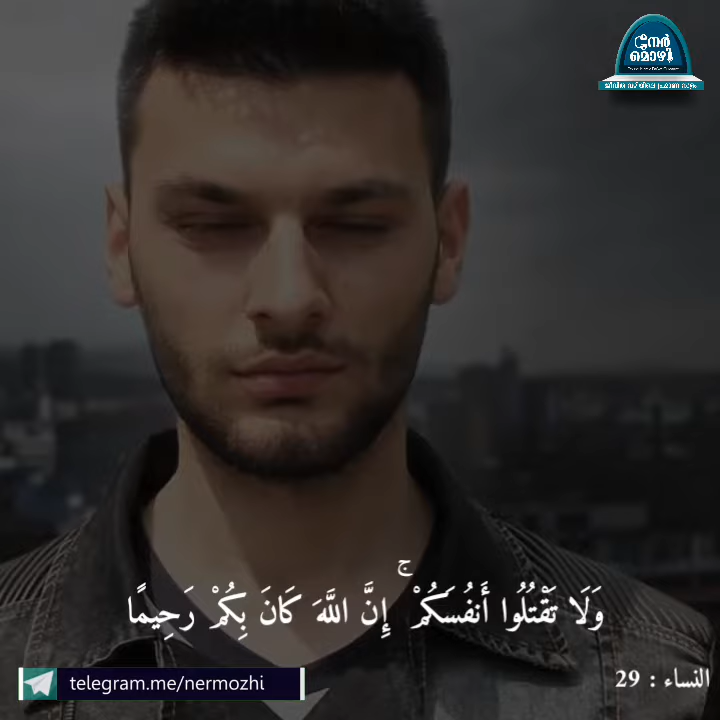 നേർ
മൊഴി
وَلَا تَقْتُلُوا أَنفُسَكُمْ ۚ إِنَّ اللَّهَ كَانَ بِكُمْ رَحِيمًا
النساء : 29
telegram.me/nermozhi